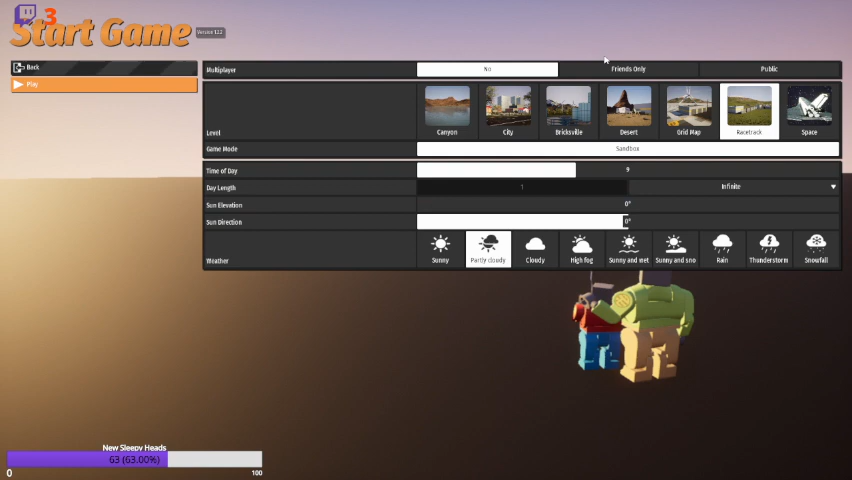 3
Start Game
Version 1.1.2
Back
Play
Multiplayer
No
Friends Only
Public
Level
Canyon
City
Bricksville
Desert
Grid Map
Racetrack
Space
Game Mode
Sandbox
Time of Day
9
Day Length
1
Infinite
Sun Elevation
0°
Sun Direction
0°
Weather
Sunny
Partly cloudy
Cloudy
High fog
Sunny and wet
Sunny and sno
Rain
Thunderstorm
Snowfall
New Sleepy Heads
63 (63.00%)
0
100